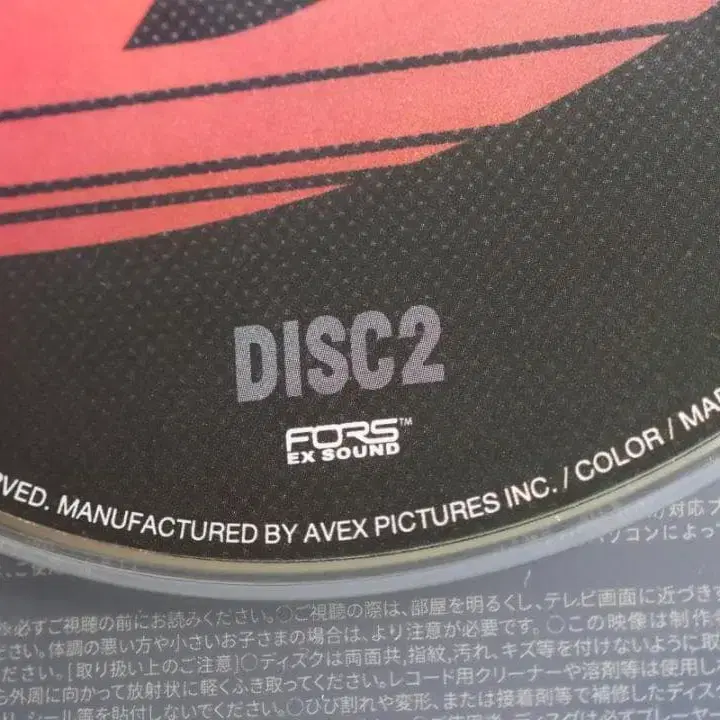 DISC2
FORS™
EX SOUND
RVED. MANUFACTURED BY AVEX PICTURES INC. / COLOR / MAD
対応プ
ソコンによっ
※必ずご視聴の前にお読みください。○ご視聴の際は、部屋を明るくし、テレビ画面に近づきす
さい。体調の悪い方や小さいお子さまの場合は、より注意が必要です。○この映像は制作
ださい。[取り扱い上のご注意]○ディスクは両面共、指紋、汚れ、キズ等を付けないように取
ら外周に向かって放射状に軽くふき取ってください。レコード用クリーナーや溶剤等は使用し
り、シール等を貼付しないでください。○ひび割れや変形、または接着剤等で補修したディス